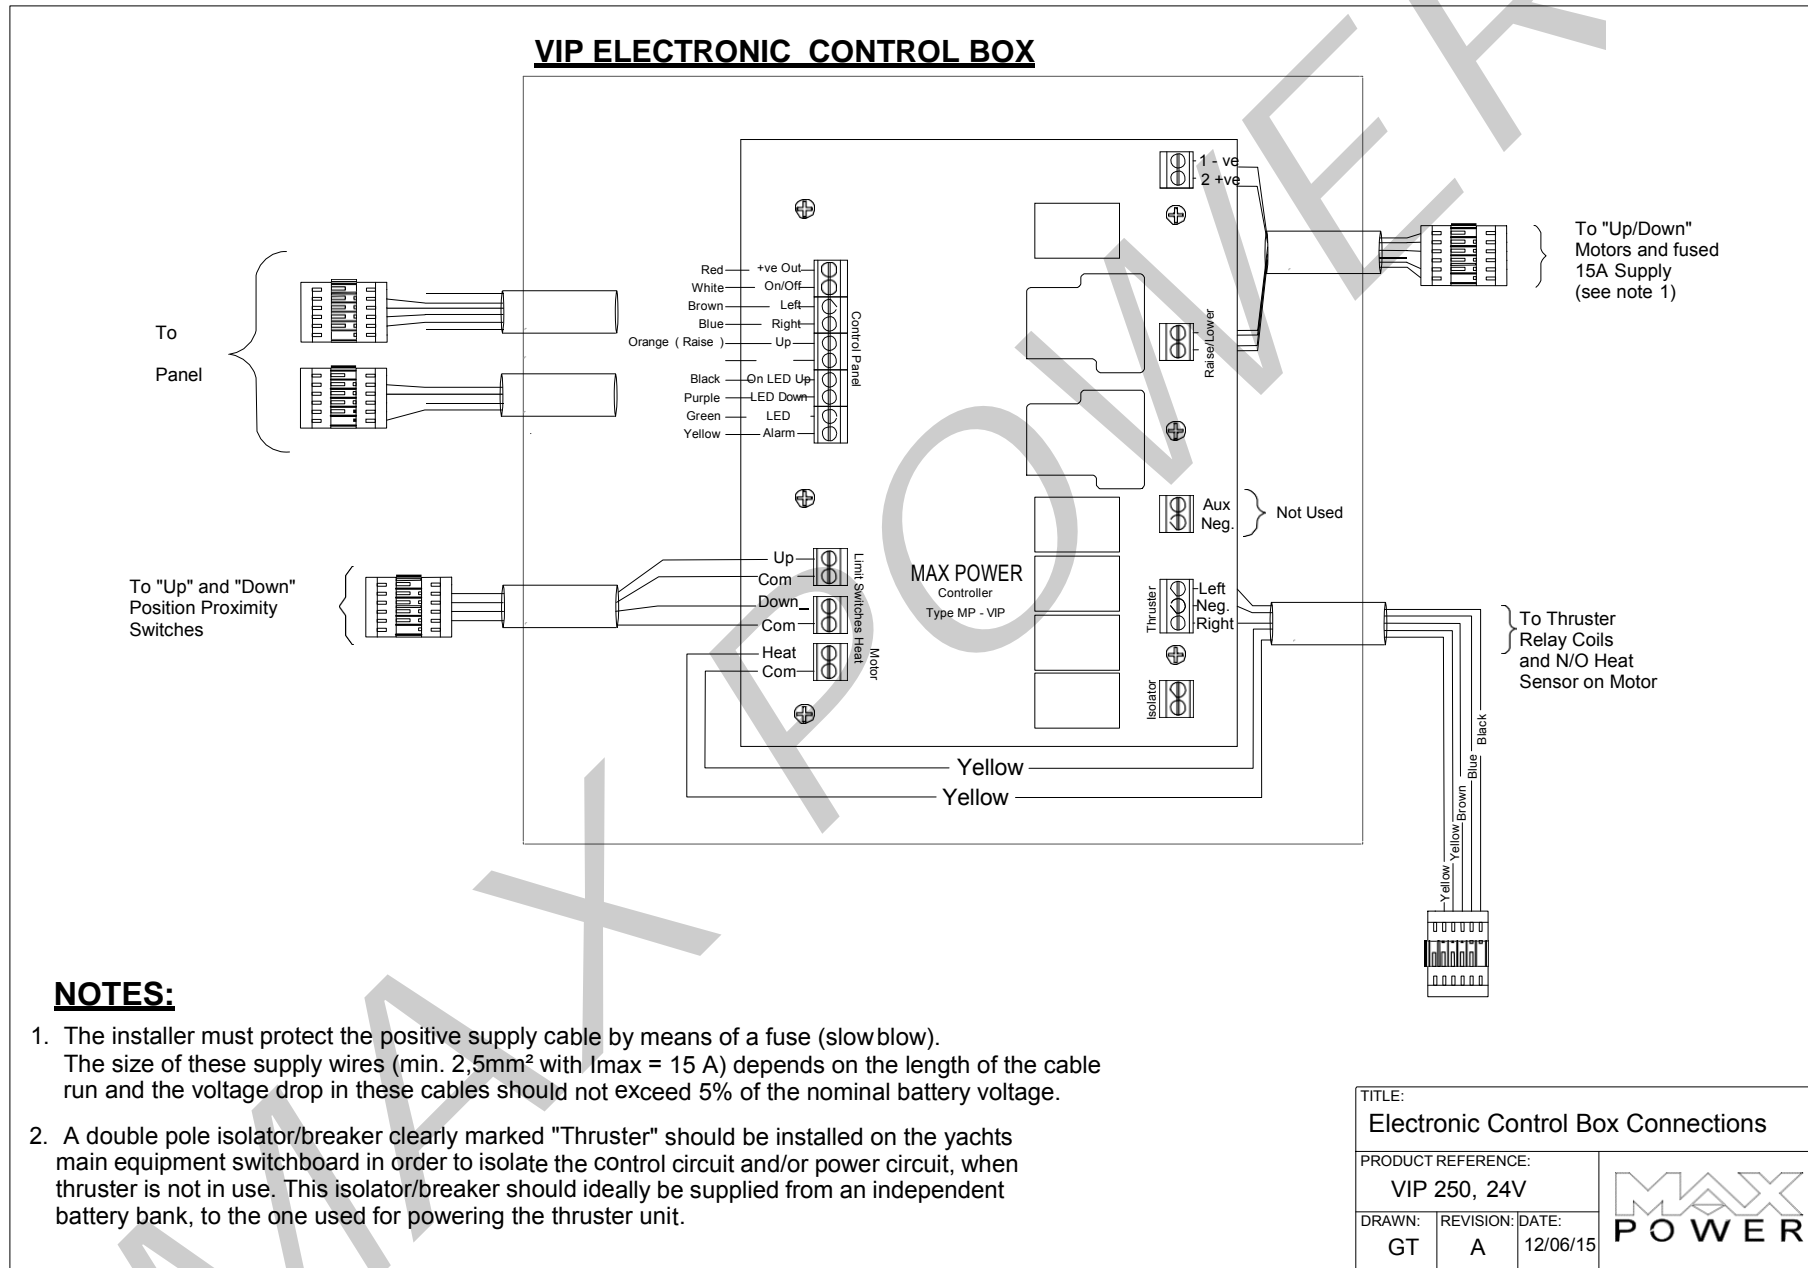 VIP ELECTRONIC CONTROL BOX
1 - ve
2 +ve
To "Up/Down"
Motors and fused
15A Supply
(see note 1)
To
Panel
Red +ve Out
White On/Off
Brown Left
Blue Right
Orange ( Raise ) Up
Black On LED Up
Purple LED Down
Green LED
Yellow Alarm
Control Panel
Raise/Lower
Aux
Neg.
Not Used
To "Up" and "Down"
Position Proximity
Switches
Up
Com
Down_
Com
Heat
Com
Limit Switches Heat
Motor
MAX POWER
Controller
Type MP - VIP
Thruster
Left
Neg.
Right
Isolator
To Thruster
Relay Coils
and N/O Heat
Sensor on Motor
Yellow
Yellow
Yellow
Yellow
Brown
Blue
Black
MAX POWER
NOTES:
1. The installer must protect the positive supply cable by means of a fuse (slowblow).
The size of these supply wires (min. 2,5mm² with Imax = 15 A) depends on the length of the cable
run and the voltage drop in these cables should not exceed 5% of the nominal battery voltage.
2. A double pole isolator/breaker clearly marked "Thruster" should be installed on the yachts
main equipment switchboard in order to isolate the control circuit and/or power circuit, when
thruster is not in use. This isolator/breaker should ideally be supplied from an independent
battery bank, to the one used for powering the thruster unit.
TITLE:
Electronic Control Box Connections
PRODUCT REFERENCE:
VIP 250, 24V
DRAWN: REVISION: DATE:
GT A 12/06/15
MAX
POWER